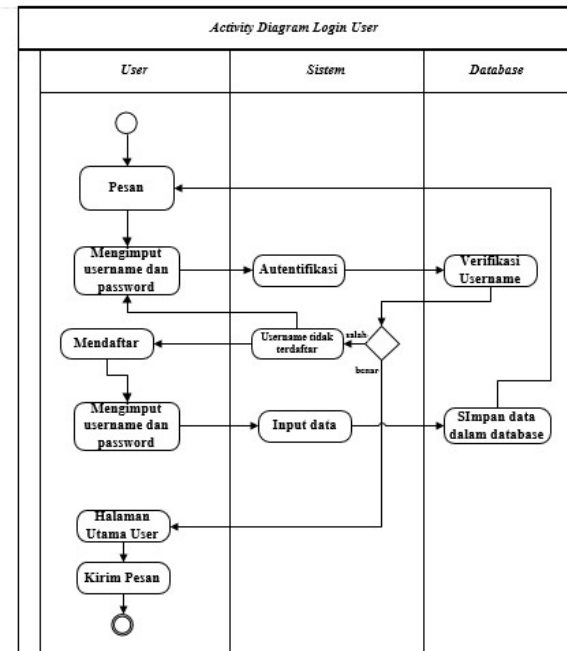 Activity Diagram Login User
User
Sistem
Database
Pesan
Mengimput
username dan
password
Autentifikasi
Verifikasi
Username
Mendaftar
Username tidak
terdaftar
salah
benar
Mengimput
username dan
password
Input data
SImpan data
dalam database
Halaman
Utama User
Kirim Pesan